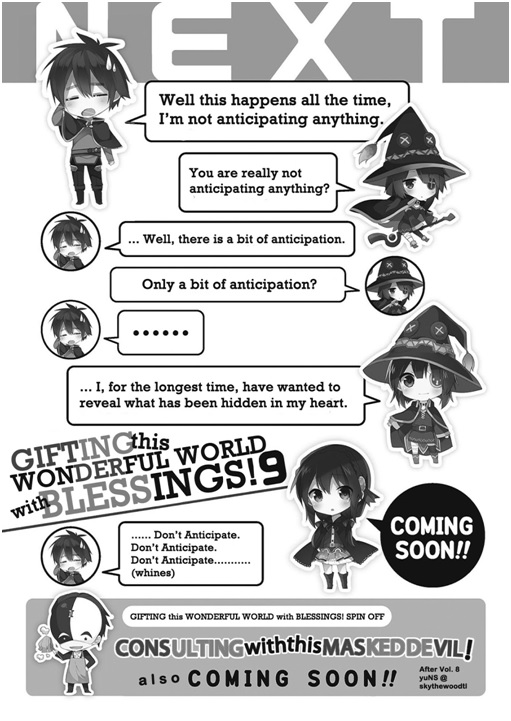 NEXT
Well this happens all the time,
I'm not anticipating anything.
You are really not
anticipating anything?
... Well, there is a bit of anticipation.
Only a bit of anticipation?
••••••
... I, for the longest time, have wanted to
reveal what has been hidden in my heart.
GIFTING this
WONDERFUL WORLD
with BLESSINGS! 9
COMING
SOON!!
...... Don't Anticipate.
Don't Anticipate.
Don't Anticipate...........
(whines)
GIFTING this WONDERFUL WORLD with BLESSINGS! SPIN OFF
CONSULTING with this MASKED DEVIL!
also COMING SOON!!
After Vol. 8
yuNS @
skythewoodtl